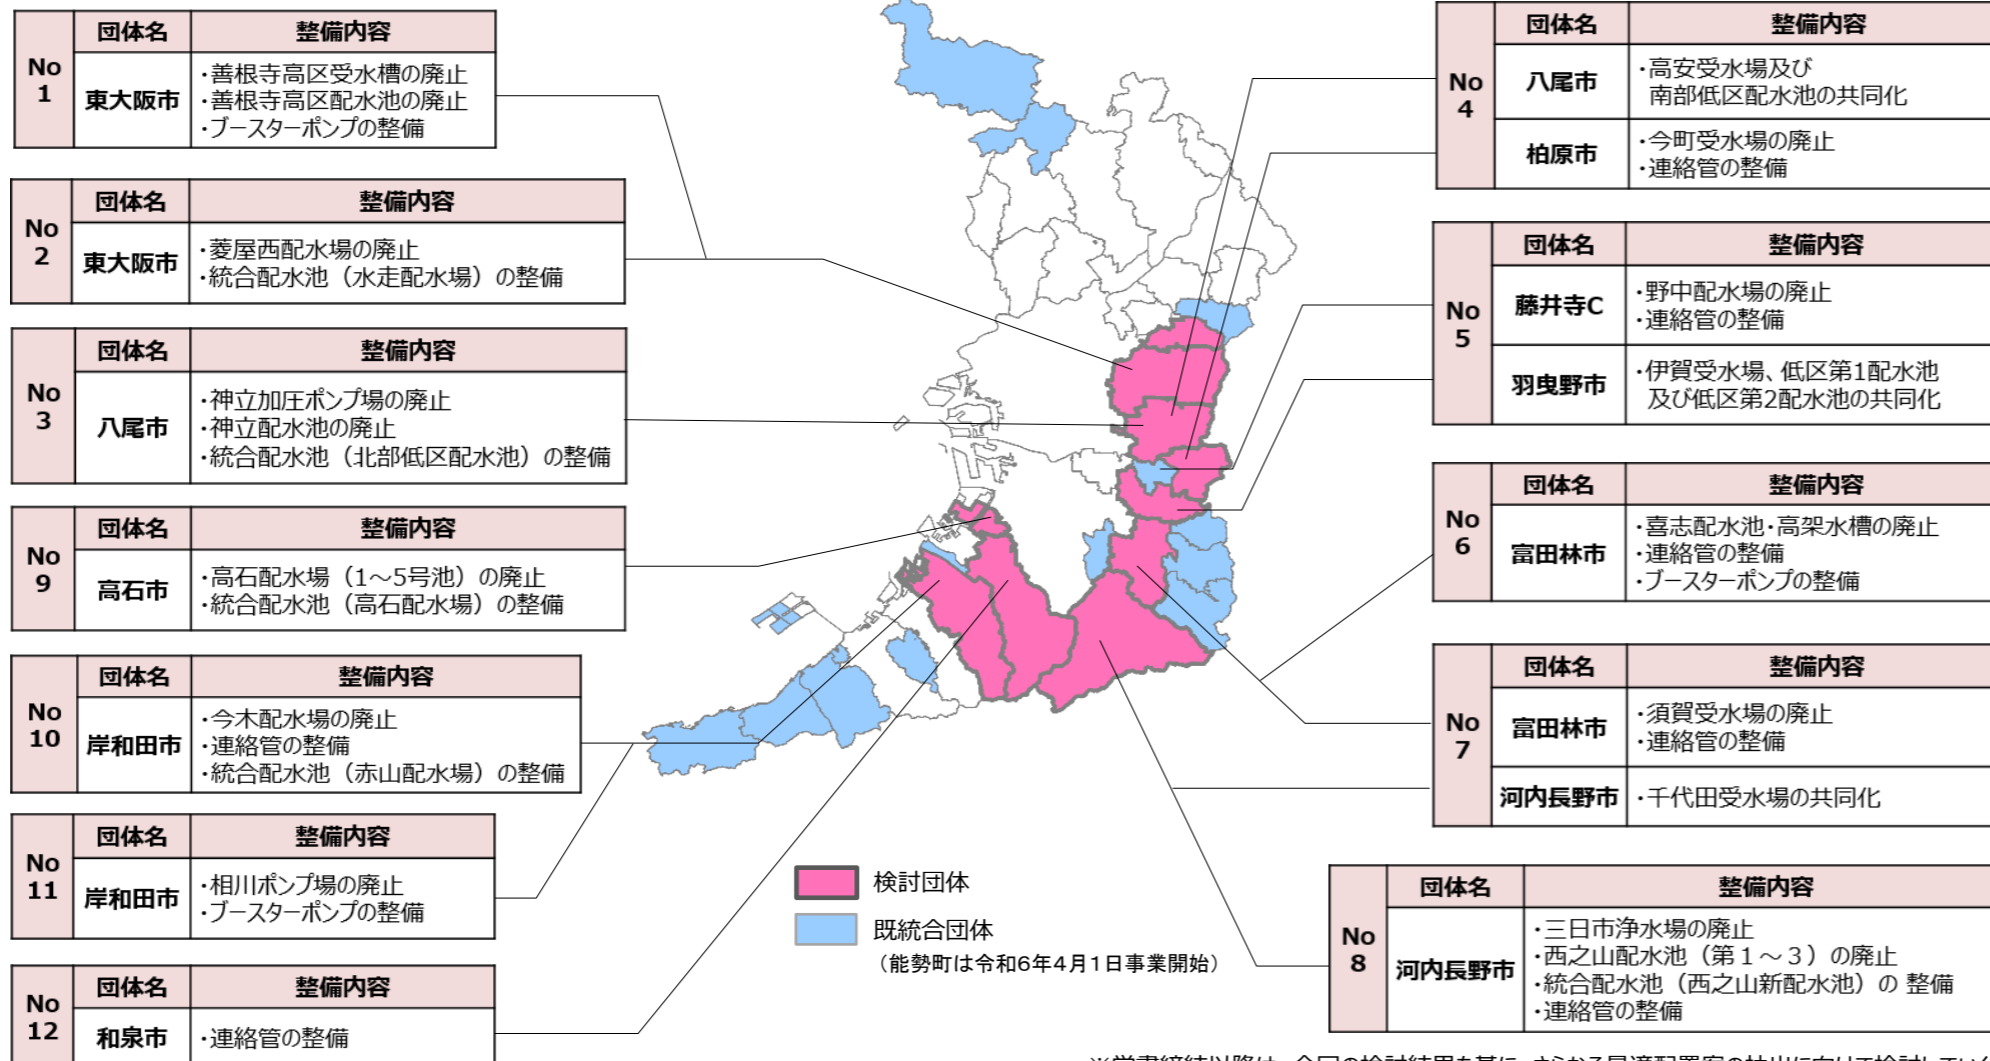 No 1
団体名 整備内容
東大阪市
・善根寺高区受水槽の廃止
・善根寺高区配水池の廃止
・ブースターポンプの整備
No 2
団体名 整備内容
東大阪市
・菱屋西配水場の廃止
・統合配水池（水走配水場）の整備
No 3
団体名 整備内容
八尾市
・神立加圧ポンプ場の廃止
・神立配水池の廃止
・統合配水池（北部低区配水池）の整備
No 9
団体名 整備内容
高石市
・高石配水場（1～5号池）の廃止
・統合配水池（高石配水場）の整備
No 10
団体名 整備内容
岸和田市
・今木配水場の廃止
・連絡管の整備
・統合配水池（赤山配水場）の整備
No 11
団体名 整備内容
岸和田市
・相川ポンプ場の廃止
・ブースターポンプの整備
No 12
団体名 整備内容
和泉市
・連絡管の整備
No 4
団体名 整備内容
八尾市
・高安受水場及び
南部低区配水池の共同化
柏原市
・今町受水場の廃止
・連絡管の整備
No 5
団体名 整備内容
藤井寺C
・野中配水場の廃止
・連絡管の整備
羽曳野市
・伊賀受水場、低区第1配水池
及び低区第2配水池の共同化
No 6
団体名 整備内容
富田林市
・喜志配水池・高架水槽の廃止
・連絡管の整備
・ブースターポンプの整備
No 7
団体名 整備内容
富田林市
・須賀受水場の廃止
・連絡管の整備
河内長野市
・千代田受水場の共同化
No 8
団体名 整備内容
河内長野市
・三日市浄水場の廃止
・西之山配水池（第１～３）の廃止
・統合配水池（西之山新配水池）の 整備
・連絡管の整備
検討団体
既統合団体
（能勢町は令和6年4月1日事業開始）